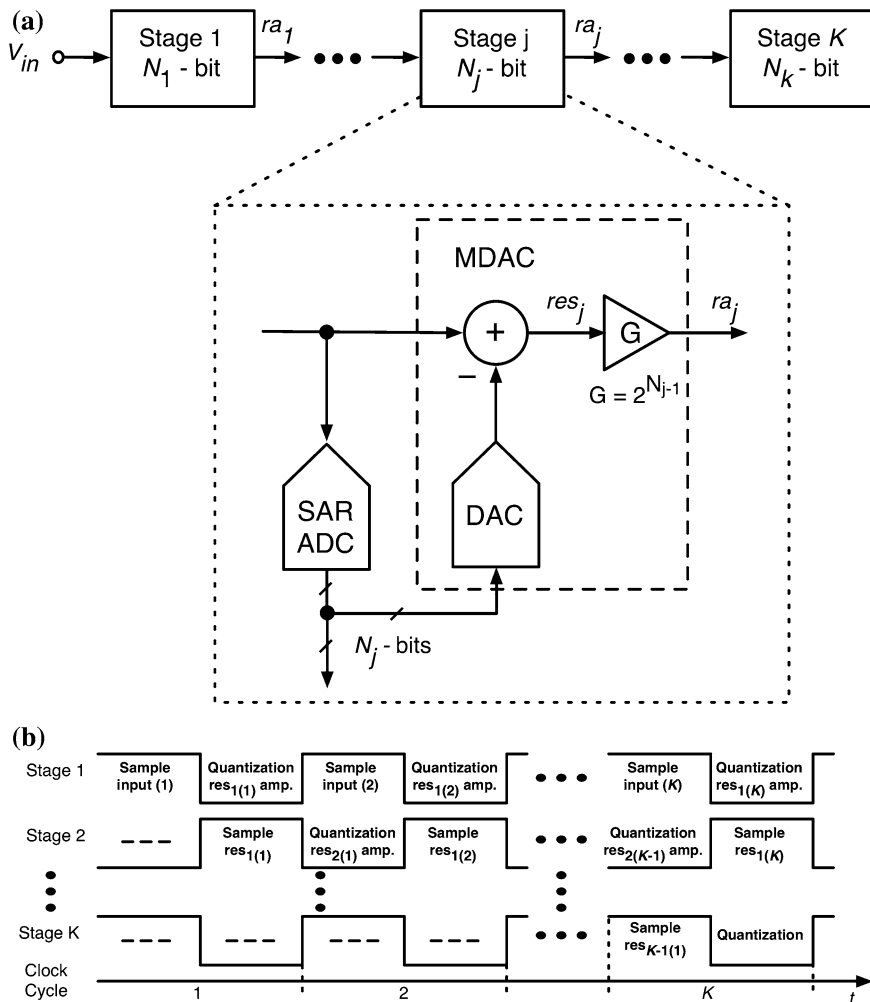 (a)
V_in
Stage 1
N_1 - bit
ra_1
Stage j
N_j - bit
ra_j
Stage K
N_k - bit
MDAC
+
−
res_j
G
ra_j
G = 2^N_j-1
SAR
ADC
DAC
N_j - bits
(b)
Stage 1
Sample
input (1)
Quantization
res_1(1) amp.
Sample
input (2)
Quantization
res_1(2) amp.
Sample
input (K)
Quantization
res_1(K) amp.
Stage 2
Sample
res_1(1)
Quantization
res_2(1) amp.
Sample
res_1(2)
Quantization
res_2(K-1) amp.
Sample
res_1(K)
Stage K
Sample
res_K-1(1)
Quantization
Clock
Cycle
1
2
K
t